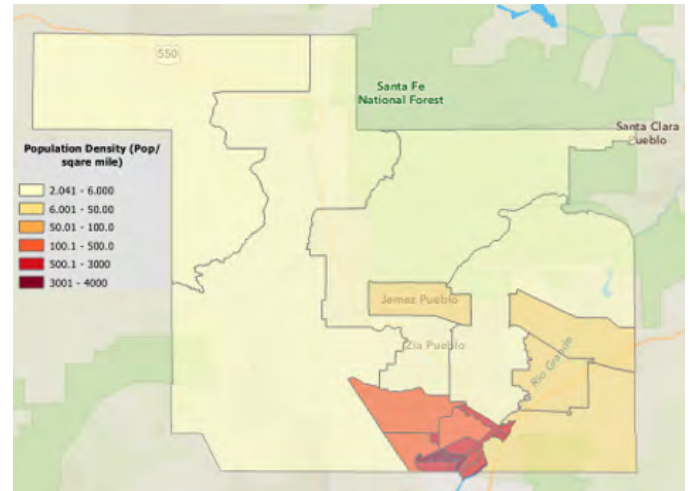 550
Santa Fe
National Forest
Santa Clara
Pueblo
Population Density (Pop/
sqare mile)
2.041 - 6.000
6.001 - 50.00
50.01 - 100.0
100.1 - 500.0
500.1 - 3000
3001 - 4000
Jemez Pueblo
Zia Pueblo
Rio Grande